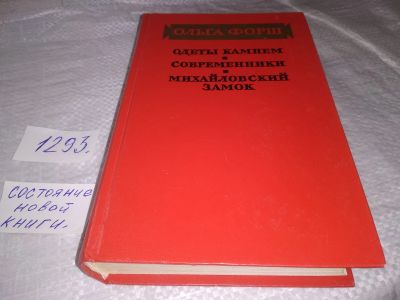 ОЛЬГА ФОРШ
ОДЕТЫ КАМНЕМ
СОВРЕМЕННИКИ
МИХАЙЛОВСКИЙ
ЗАМОК
1293.
состояние
новой
книги.